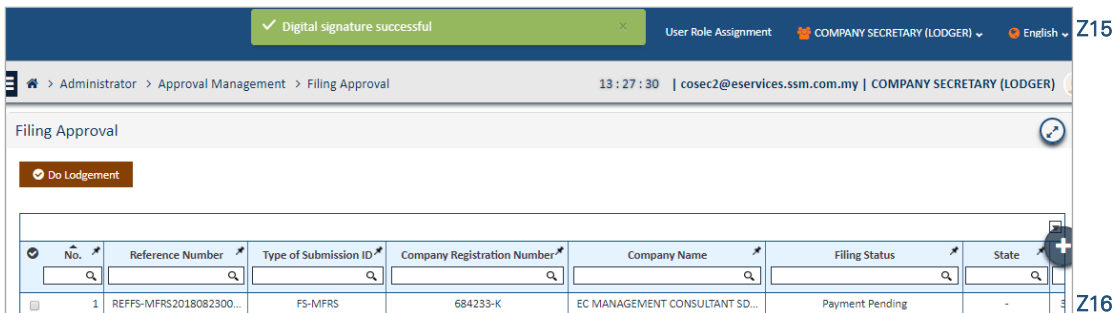 Digital signature successful ×
User Role Assignment COMPANY SECRETARY (LODGER) English Z15
> Administrator > Approval Management > Filing Approval 13:27:30 | cosec2@eservices.ssm.com.my | COMPANY SECRETARY (LODGER)
Filing Approval
Do Lodgement
No. Reference Number Type of Submission ID Company Registration Number Company Name Filing Status State
1 REFFS-MFRS2018082300... FS-MFRS 684233-K EC MANAGEMENT CONSULTANT SD... Payment Pending - Z16